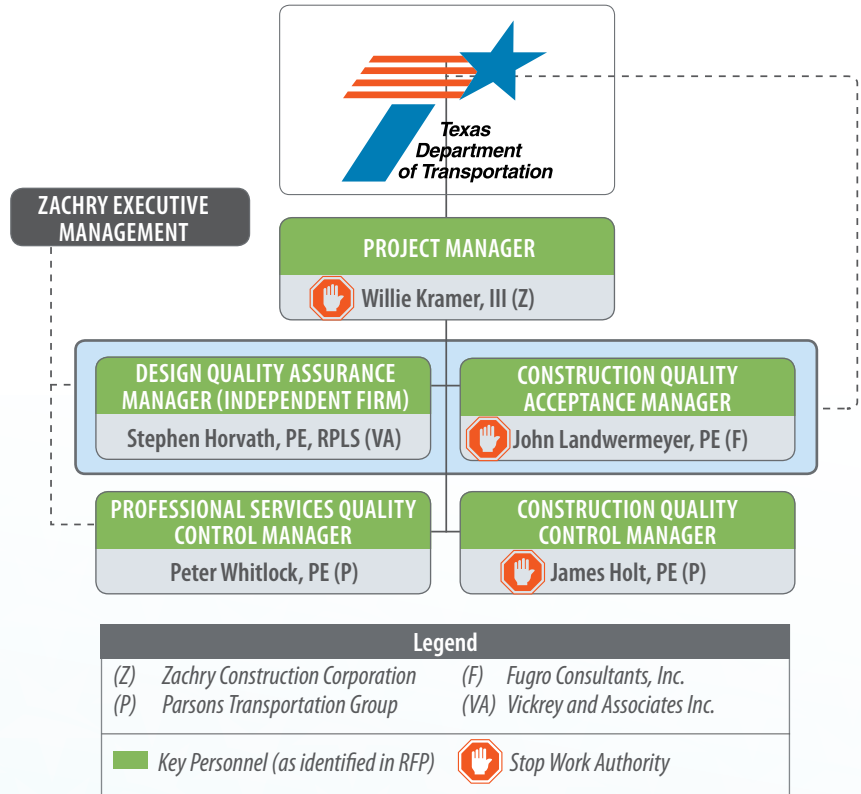 Texas
Department
of Transportation
ZACHRY EXECUTIVE
MANAGEMENT
PROJECT MANAGER
Willie Kramer, III (Z)
DESIGN QUALITY ASSURANCE
MANAGER (INDEPENDENT FIRM)
Stephen Horvath, PE, RPLS (VA)
CONSTRUCTION QUALITY
ACCEPTANCE MANAGER
John Landwermeyer, PE (F)
PROFESSIONAL SERVICES QUALITY
CONTROL MANAGER
Peter Whitlock, PE (P)
CONSTRUCTION QUALITY
CONTROL MANAGER
James Holt, PE (P)
Legend
(Z) Zachry Construction Corporation
(F) Fugro Consultants, Inc.
(P) Parsons Transportation Group
(VA) Vickrey and Associates Inc.
Key Personnel (as identified in RFP)
Stop Work Authority